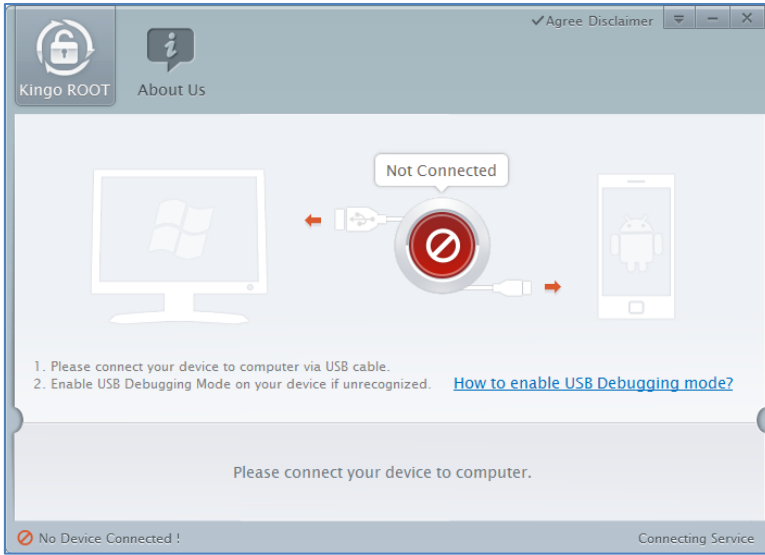 ✓Agree Disclaimer
Kingo ROOT
About Us
Not Connected
1. Please connect your device to computer via USB cable.
2. Enable USB Debugging Mode on your device if unrecognized. How to enable USB Debugging mode?
Please connect your device to computer.
No Device Connected !
Connecting Service